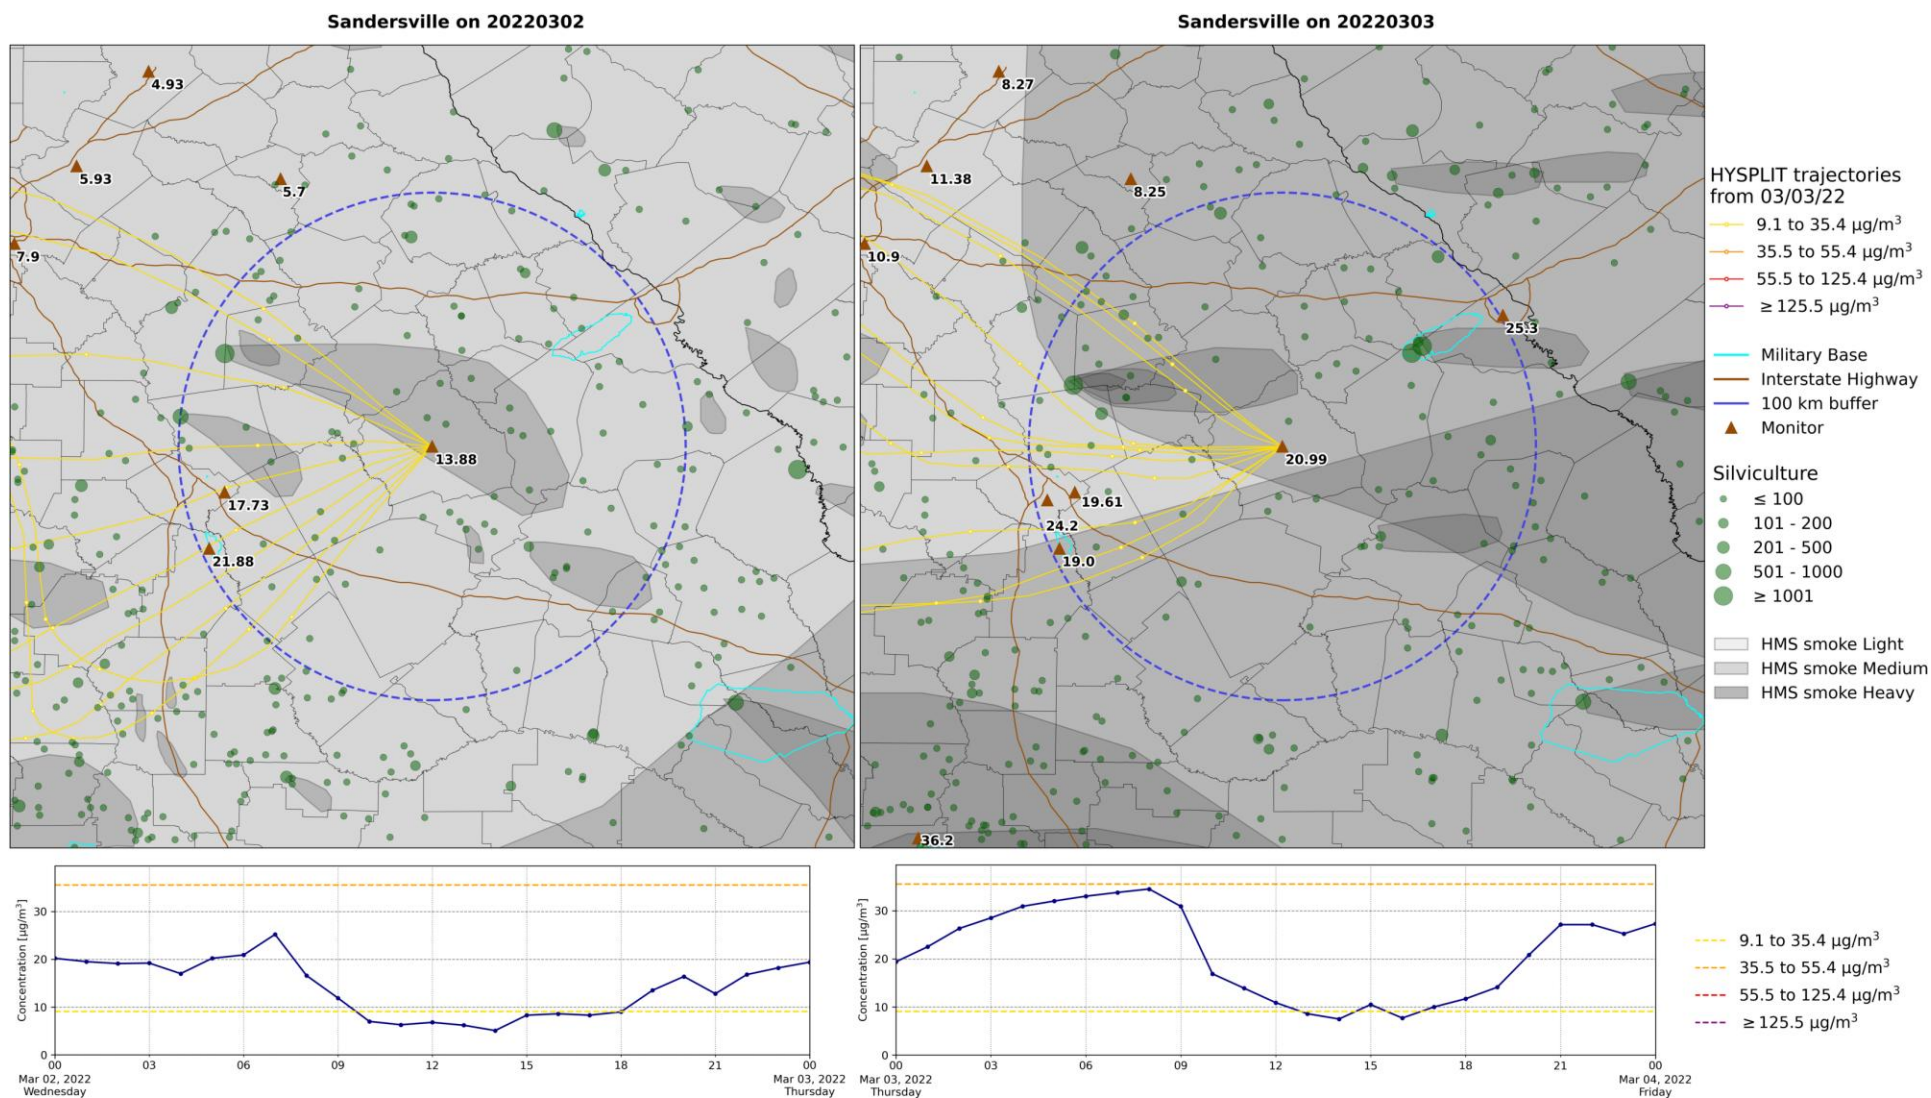 Sandersville on 20220302
4.93
5.93
5.7
7.9
13.88
17.73
21.88
Sandersville on 20220303
8.27
11.38
8.25
10.9
25.3
20.99
19.61
24.2
19.0
36.2
HYSPLIT trajectories
from 03/03/22
9.1 to 35.4 μg/m³
35.5 to 55.4 μg/m³
55.5 to 125.4 μg/m³
≥ 125.5 μg/m³
Military Base
Interstate Highway
100 km buffer
Monitor
Silviculture
≤ 100
101 - 200
201 - 500
501 - 1000
≥ 1001
HMS smoke Light
HMS smoke Medium
HMS smoke Heavy
Concentration [μg/m³]
30
20
10
0
00
03
06
09
12
15
18
21
00
Mar 02, 2022
Wednesday
Mar 03, 2022
Thursday
Concentration [μg/m³]
30
20
10
0
00
03
06
09
12
15
18
21
00
Mar 03, 2022
Thursday
Mar 04, 2022
Friday
9.1 to 35.4 μg/m³
35.5 to 55.4 μg/m³
55.5 to 125.4 μg/m³
≥ 125.5 μg/m³